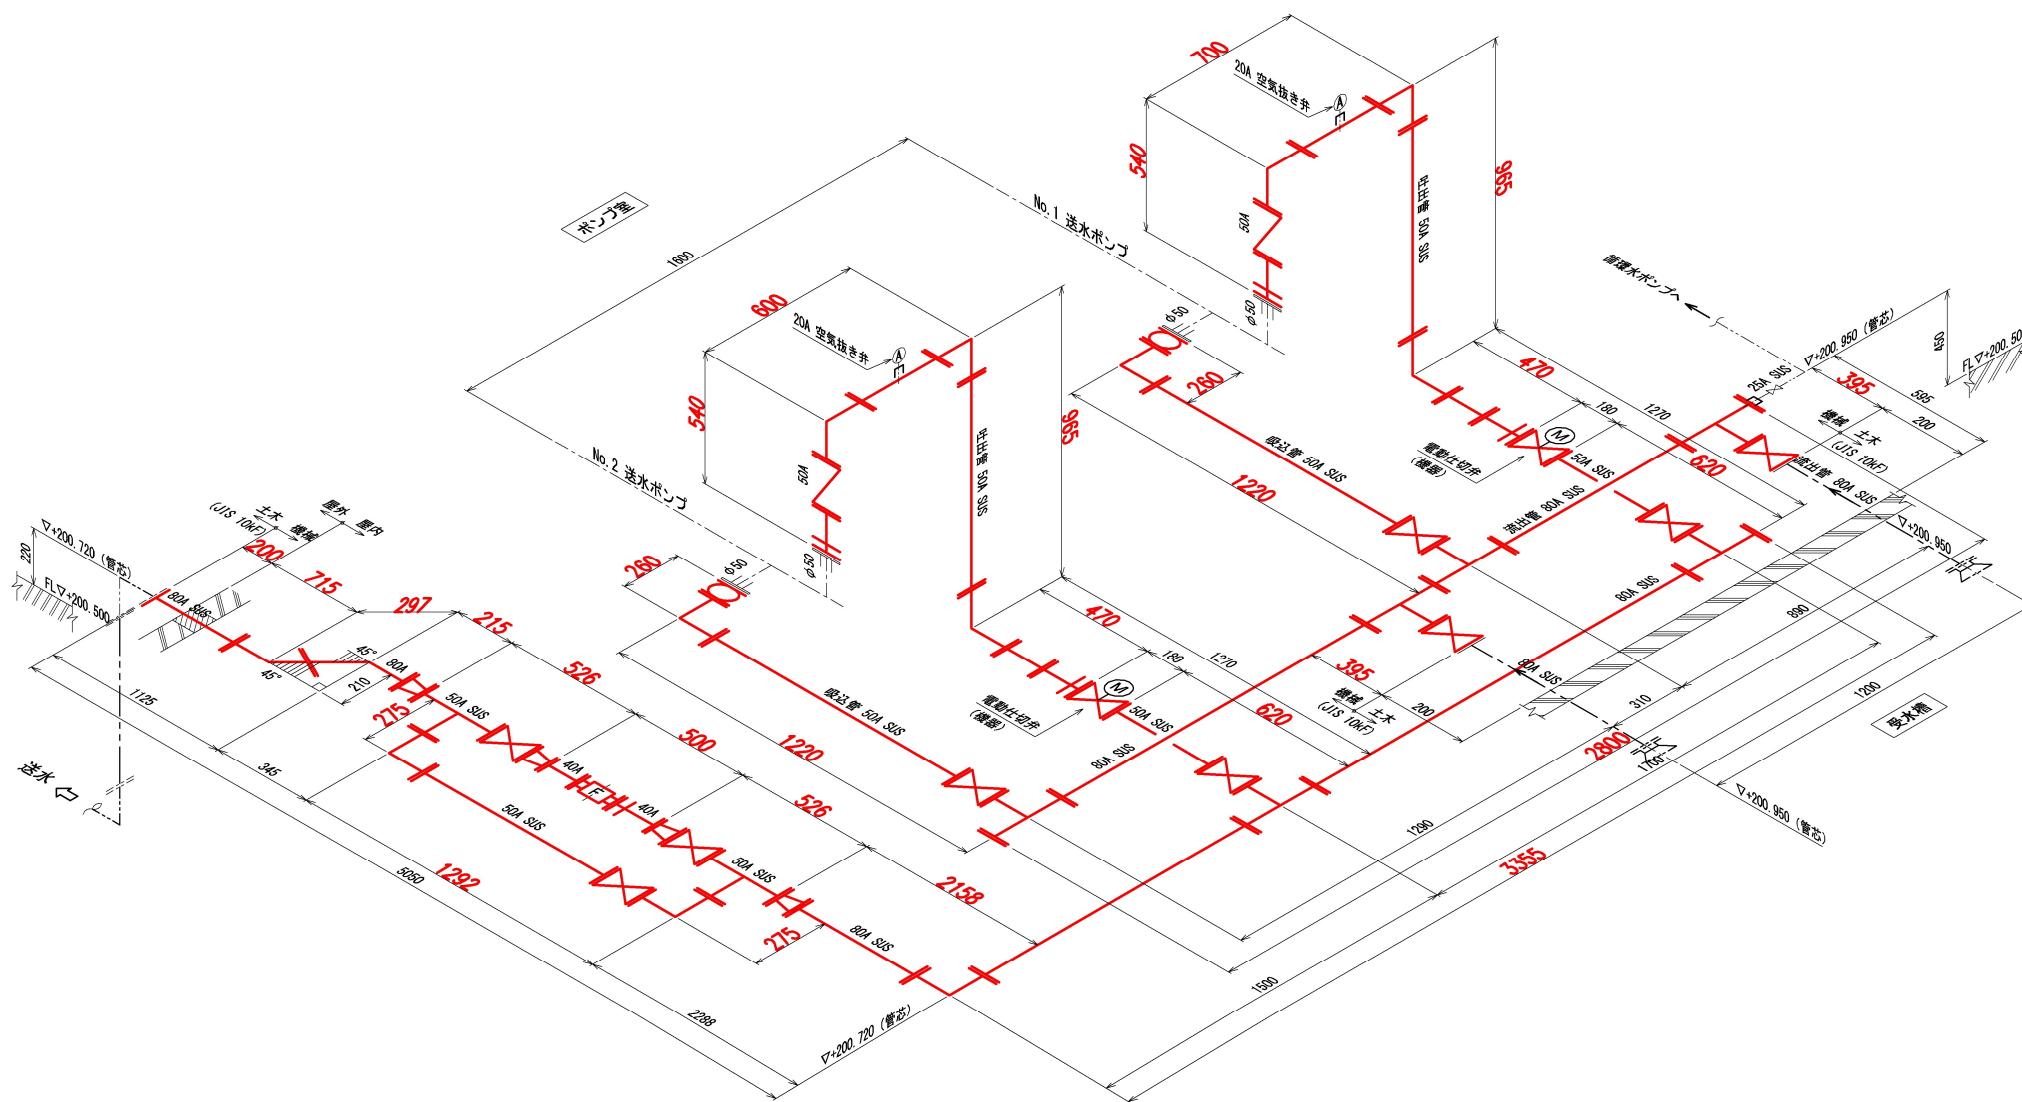 700
20A 空気抜き弁
A
540
965
吐出管 50A SUS
50A
φ50
ポンプ室
No.1 送水ポンプ
1600
循環水ポンプへ
▽+200.950 (管芯)
450
FL▽+200.50
25A SUS
395
595
200
機械
土木
(JIS 10kF)
流出管 80A SUS
▽+200.950
600
20A 空気抜き弁
A
540
965
吐出管 50A SUS
50A
φ50
No.2 送水ポンプ
φ50
260
470
180
1270
M
電動仕切弁
(機器)
50A SUS
620
吸込管 50A SUS
1220
流出管 80A SUS
80A SUS
890
310
1200
受水槽
φ50
260
470
180
1270
M
電動仕切弁
(機器)
50A SUS
620
吸込管 50A SUS
1220
80A SUS
395
機械
土木
(JIS 10kF)
200
80A SUS
2800
1700
▽+200.950 (管芯)
1290
3355
1500
▽+200.720 (管芯)
220
FL▽+200.500
土木
機械
(JIS 10kF)
屋外
屋内
200
715
297
215
80A SUS
45°
45°
210
80A
50A SUS
275
526
500
526
2158
40A
F
40A
50A SUS
275
80A SUS
50A SUS
1125
345
1292
5050
2288
送水
▽+200.720 (管芯)